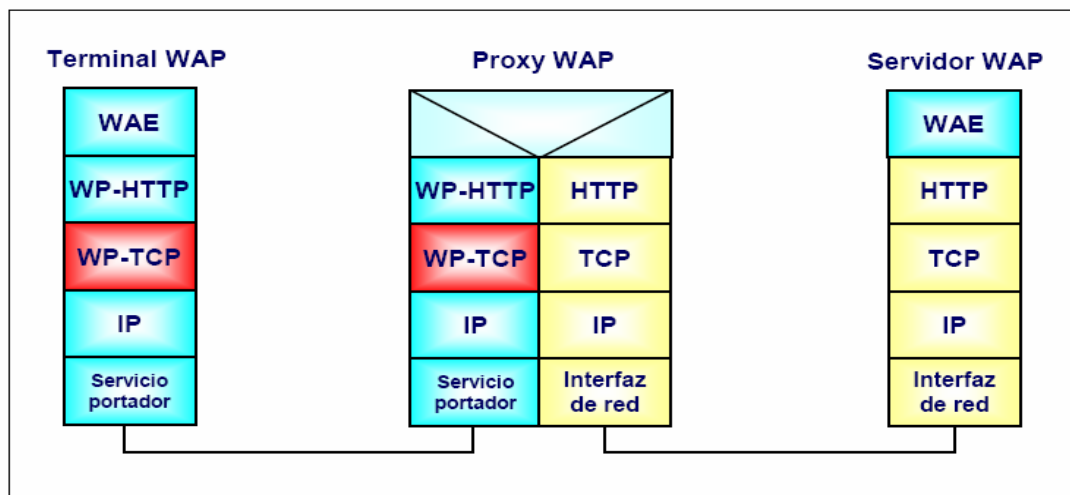 Terminal WAP
Proxy WAP
Servidor WAP
WAE
WP-HTTP
WP-TCP
IP
Servicio
portador
WP-HTTP
HTTP
WP-TCP
TCP
IP
IP
Servicio
portador
Interfaz
de red
WAE
HTTP
TCP
IP
Interfaz
de red